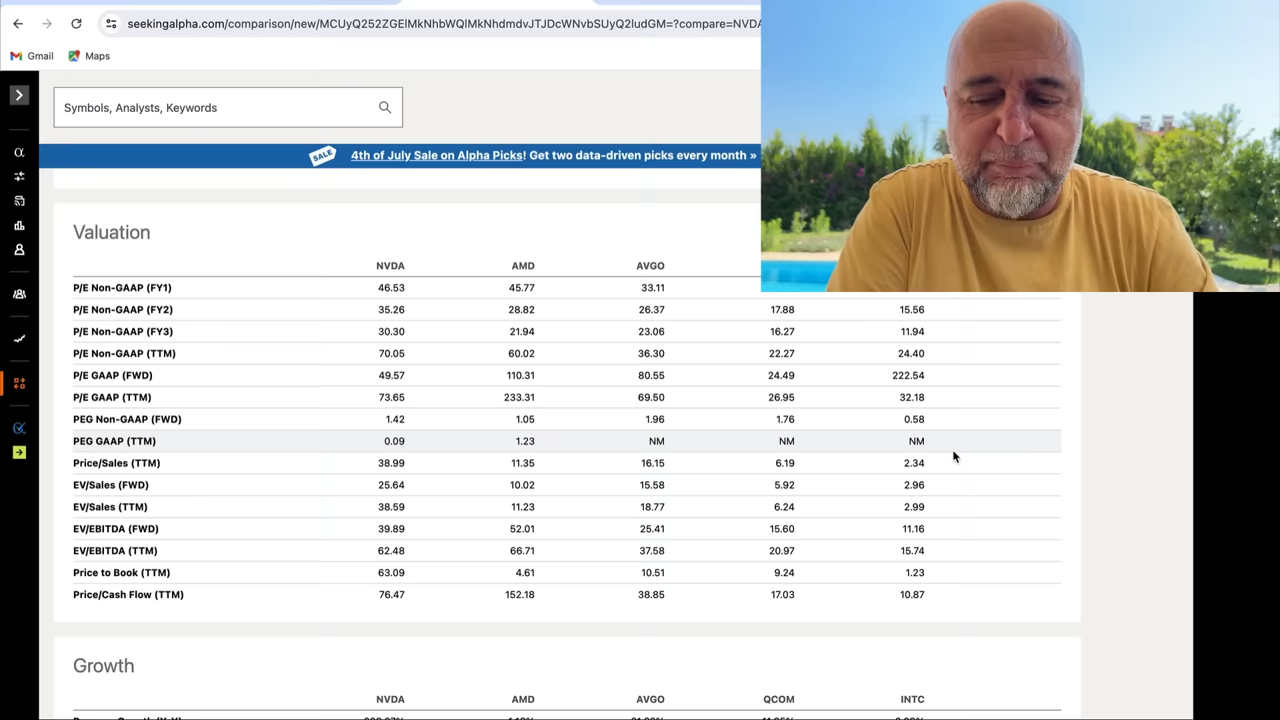 seekingalpha.com/comparison/new/MCUyQ252ZGElMkNhbWQlMkNhdmdvJTJDcWNvbSUyQ2ludGM=?compare=NVDA
Gmail Maps
Symbols, Analysts, Keywords
SALE 4th of July Sale on Alpha Picks! Get two data-driven picks every month »
Valuation
NVDA AMD AVGO
P/E Non-GAAP (FY1) 46.53 45.77 33.11
P/E Non-GAAP (FY2) 35.26 28.82 26.37 17.88 15.56
P/E Non-GAAP (FY3) 30.30 21.94 23.06 16.27 11.94
P/E Non-GAAP (TTM) 70.05 60.02 36.30 22.27 24.40
P/E GAAP (FWD) 49.57 110.31 80.55 24.49 222.54
P/E GAAP (TTM) 73.65 233.31 69.50 26.95 32.18
PEG Non-GAAP (FWD) 1.42 1.05 1.96 1.76 0.58
PEG GAAP (TTM) 0.09 1.23 NM NM NM
Price/Sales (TTM) 38.99 11.35 16.15 6.19 2.34
EV/Sales (FWD) 25.64 10.02 15.58 5.92 2.96
EV/Sales (TTM) 38.59 11.23 18.77 6.24 2.99
EV/EBITDA (FWD) 39.89 52.01 25.41 15.60 11.16
EV/EBITDA (TTM) 62.48 66.71 37.58 20.97 15.74
Price to Book (TTM) 63.09 4.61 10.51 9.24 1.23
Price/Cash Flow (TTM) 76.47 152.18 38.85 17.03 10.87
Growth
NVDA AMD AVGO QCOM INTC